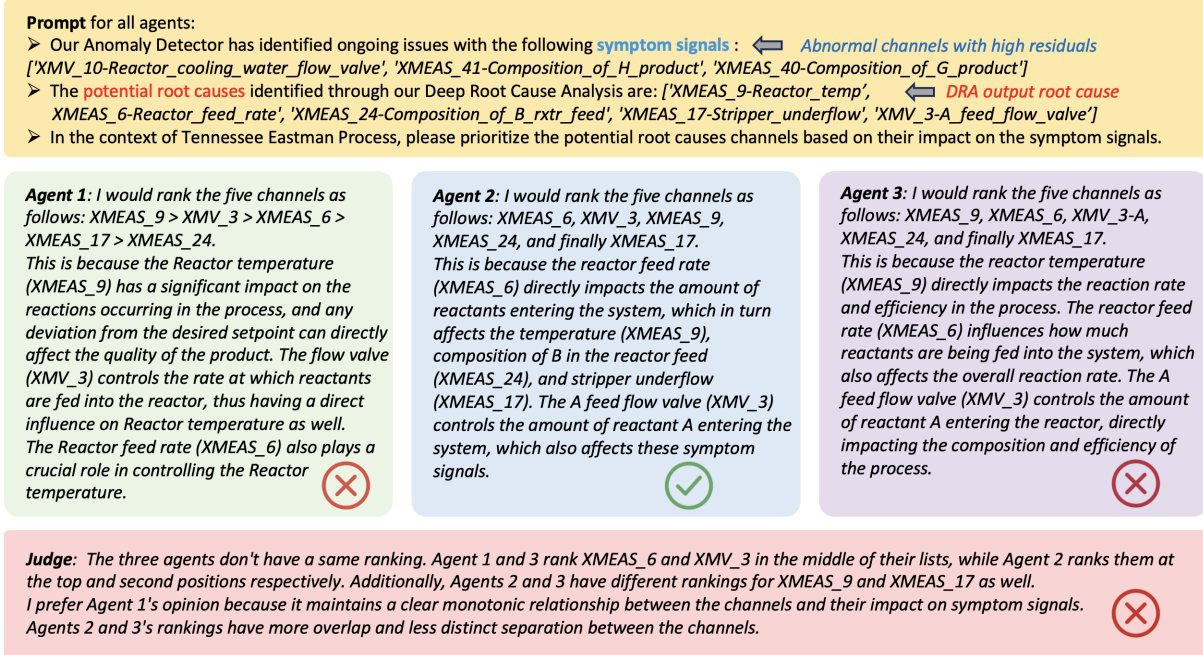 Prompt for all agents:
➢ Our Anomaly Detector has identified ongoing issues with the following symptom signals : Abnormal channels with high residuals
['XMV_10-Reactor_cooling_water_flow_valve', 'XMEAS_41-Composition_of_H_product', 'XMEAS_40-Composition_of_G_product']
➢ The potential root causes identified through our Deep Root Cause Analysis are: ['XMEAS_9-Reactor_temp', DRA output root cause
XMEAS_6-Reactor_feed_rate', 'XMEAS_24-Composition_of_B_rxtr_feed', 'XMEAS_17-Stripper_underflow', 'XMV_3-A_feed_flow_valve']
➢ In the context of Tennessee Eastman Process, please prioritize the potential root causes channels based on their impact on the symptom signals.
Agent 1: I would rank the five channels as
follows: XMEAS_9 > XMV_3 > XMEAS_6 >
XMEAS_17 > XMEAS_24.
This is because the Reactor temperature
(XMEAS_9) has a significant impact on the
reactions occurring in the process, and any
deviation from the desired setpoint can directly
affect the quality of the product. The flow valve
(XMV_3) controls the rate at which reactants
are fed into the reactor, thus having a direct
influence on Reactor temperature as well.
The Reactor feed rate (XMEAS_6) also plays a
crucial role in controlling the Reactor
temperature.
Agent 2: I would rank the five channels as
follows: XMEAS_6, XMV_3, XMEAS_9,
XMEAS_24, and finally XMEAS_17.
This is because the reactor feed rate
(XMEAS_6) directly impacts the amount of
reactants entering the system, which in turn
affects the temperature (XMEAS_9),
composition of B in the reactor feed
(XMEAS_24), and stripper underflow
(XMEAS_17). The A feed flow valve (XMV_3)
controls the amount of reactant A entering the
system, which also affects these symptom
signals.
Agent 3: I would rank the five channels as
follows: XMEAS_9, XMEAS_6, XMV_3-A,
XMEAS_24, and finally XMEAS_17.
This is because the reactor temperature
(XMEAS_9) directly impacts the reaction rate
and efficiency in the process. The reactor feed
rate (XMEAS_6) influences how much
reactants are being fed into the system, which
also affects the overall reaction rate. The A
feed flow valve (XMV_3) controls the amount
of reactant A entering the reactor, directly
impacting the composition and efficiency of
the process.
Judge: The three agents don't have a same ranking. Agent 1 and 3 rank XMEAS_6 and XMV_3 in the middle of their lists, while Agent 2 ranks them at
the top and second positions respectively. Additionally, Agents 2 and 3 have different rankings for XMEAS_9 and XMEAS_17 as well.
I prefer Agent 1's opinion because it maintains a clear monotonic relationship between the channels and their impact on symptom signals.
Agents 2 and 3's rankings have more overlap and less distinct separation between the channels.